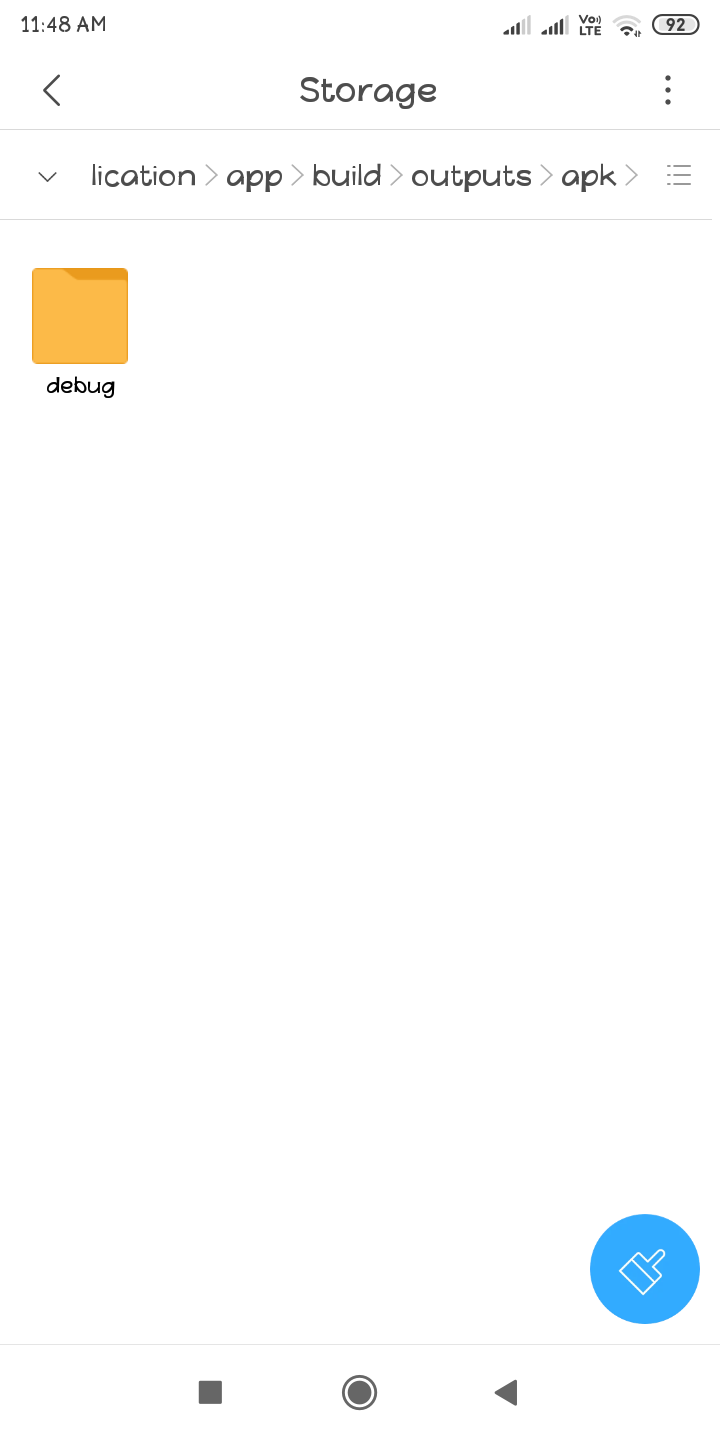 11:48 AM Vo)) LTE 92
Storage
lication > app > build > outputs > apk >
debug